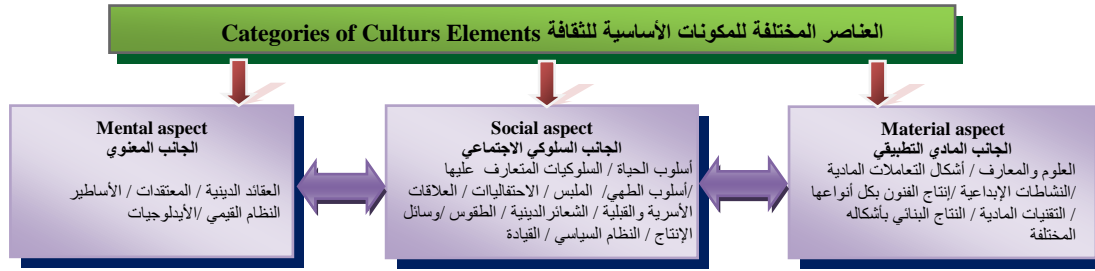 العناصر المختلفة للمكونات الأساسية للثقافة Categories of Culturs Elements
Material aspect
الجانب المادي التطبيقي
العلوم والمعارف / أشكال التعاملات المادية
/النشاطات الإبداعية /إنتاج الفنون بكل أنواعها
/ التقنيات المادية / النتاج البنائي بأشكاله
المختلفة
Social aspect
الجانب السلوكي الاجتماعي
أسلوب الحياة / السلوكيات المتعارف عليها
/أسلوب الطهي/ الملبس / الاحتفالياات / العلاقات
الأسرية والقبلية / الشعائرالدينية / الطقوس /وسائل
الإنتاج / النظام السياسي / القيادة
Mental aspect
الجانب المعنوي
العقائد الدينية / المعتقدات / الأساطير
النظام القيمي /الأيدلوجيات